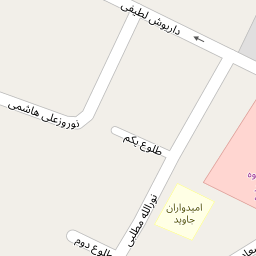 داریوش لطیفی
نوروزعلی هاشمی
طلوع یکم
نورالله مطلبی
امیدواران
جاوید
طلوع دوم